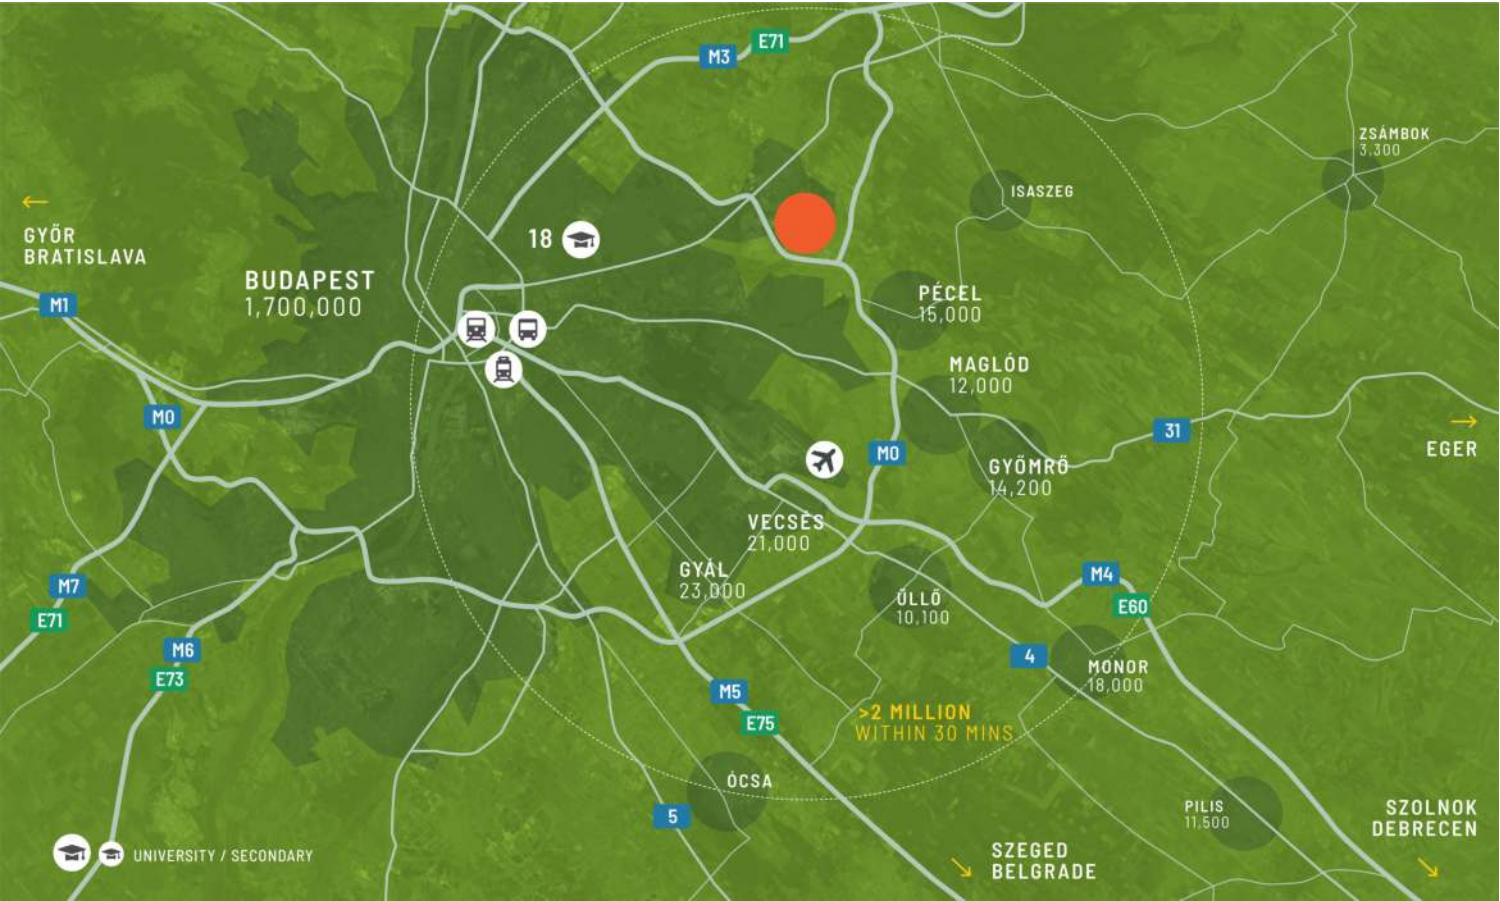 M3
E71
ZSÁMBOK
3,300
ISASZEG
GYŐR
BRATISLAVA
18
BUDAPEST
1,700,000
M1
PÉCEL
15,000
MAGLÓD
12,000
M0
31
EGER
M0
GYŐMRŐ
14,200
VECSÉS
21,000
GYÁL
23,000
M7
E71
ŰLLŐ
10,100
M4
E60
M6
E73
4
MONOR
18,000
M5
E75
>2 MILLION
WITHIN 30 MINS
ÓCSA
5
PILIS
11,500
SZOLNOK
DEBRECEN
SZEGED
BELGRADE
UNIVERSITY / SECONDARY